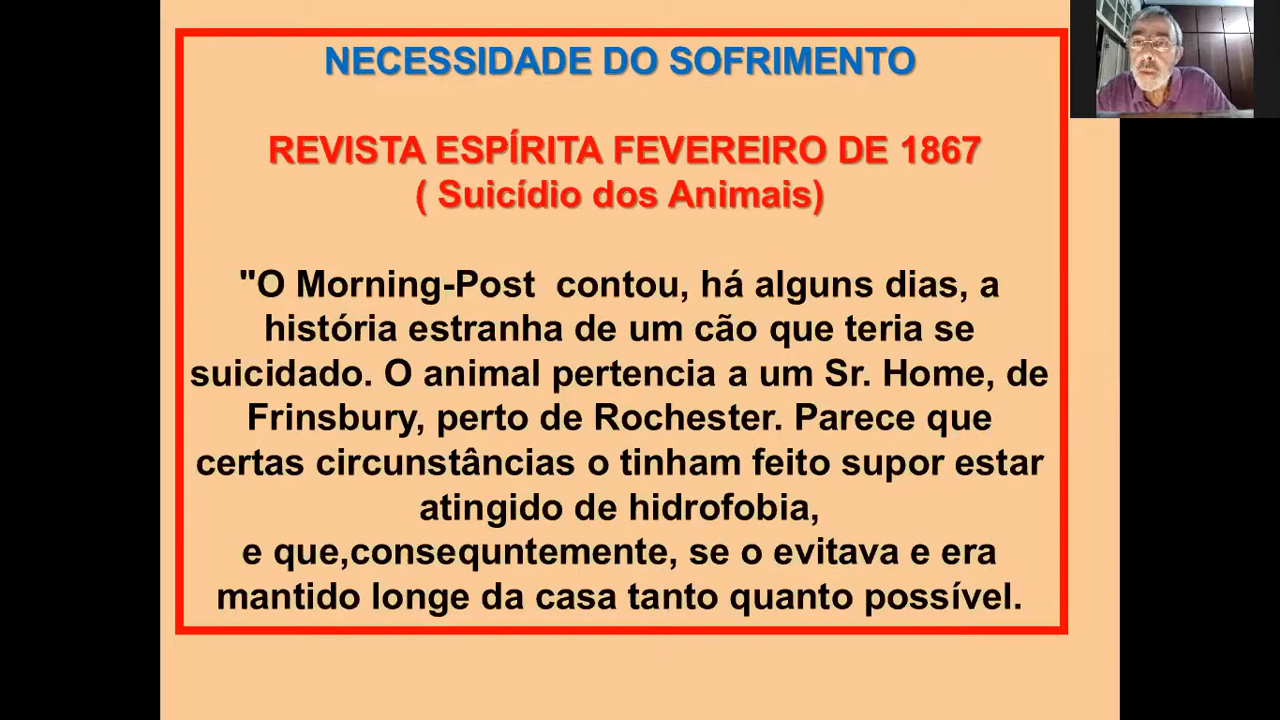 NECESSIDADE DO SOFRIMENTO
REVISTA ESPÍRITA FEVEREIRO DE 1867
( Suicídio dos Animais)
"O Morning-Post  contou, há alguns dias, a
história estranha de um cão que teria se
suicidado. O animal pertencia a um Sr. Home, de
Frinsbury, perto de Rochester. Parece que
certas circunstâncias o tinham feito supor estar
atingido de hidrofobia,
e que,consequntemente, se o evitava e era
mantido longe da casa tanto quanto possível.